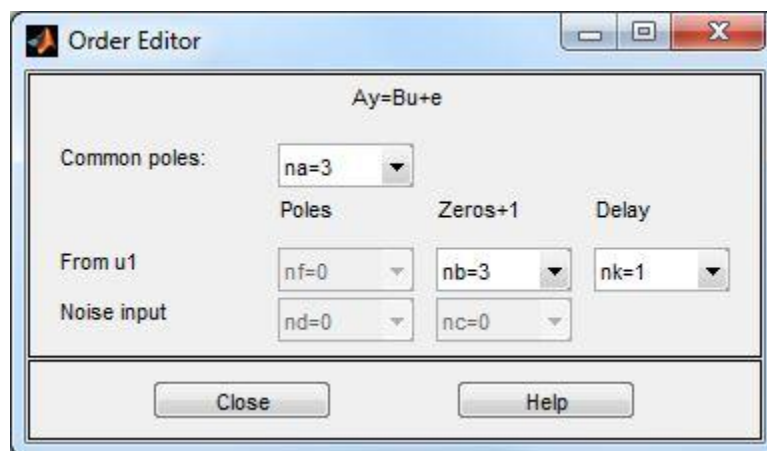 Order Editor
Ay=Bu+e
Common poles: na=3
Poles Zeros+1 Delay
From u1 nf=0 nb=3 nk=1
Noise input nd=0 nc=0
Close Help